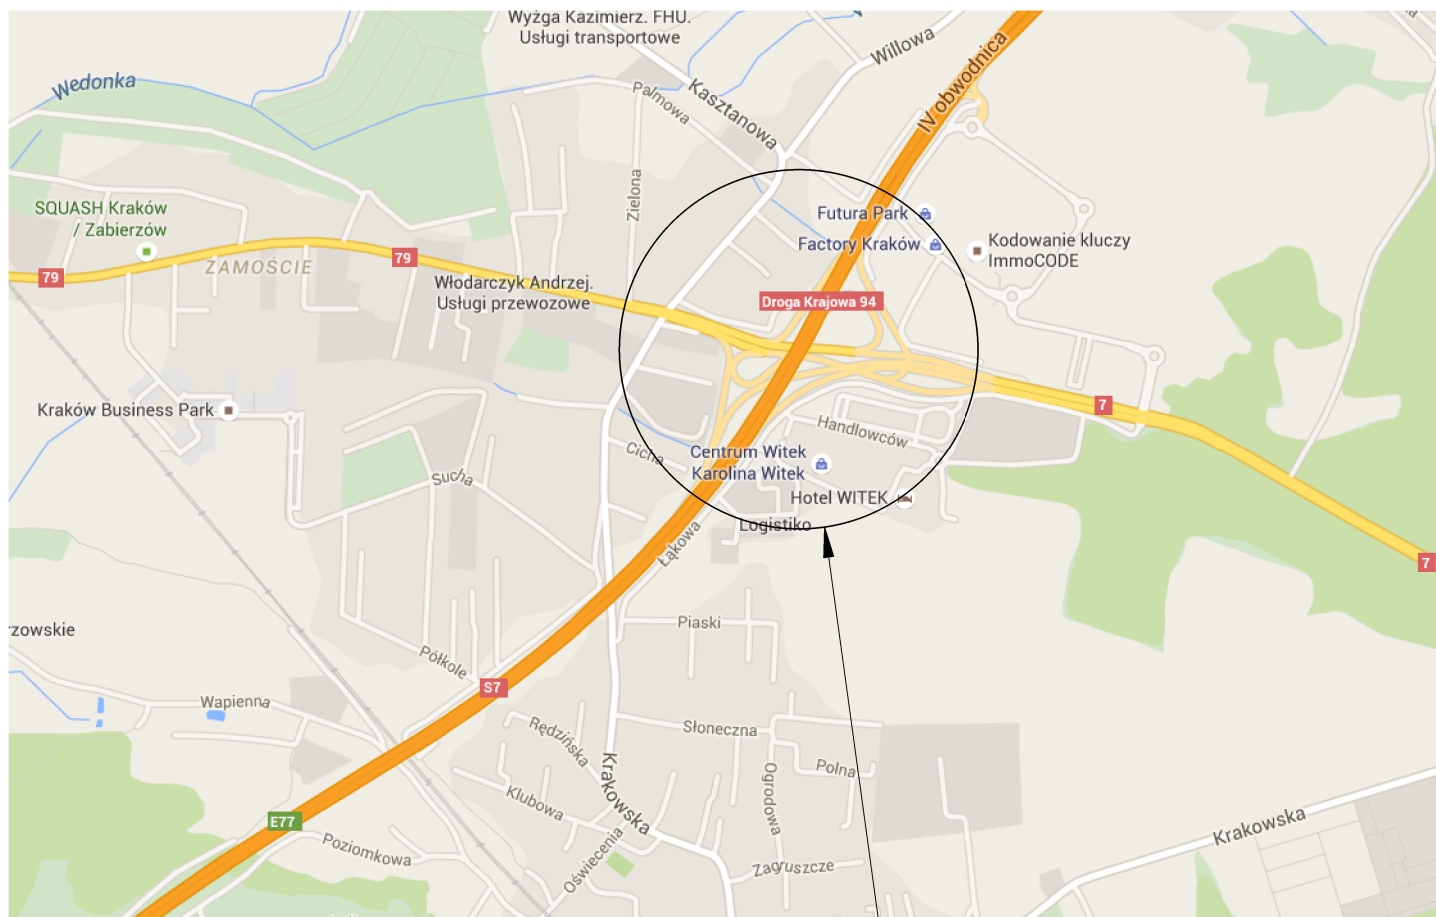 Wyżga Kazimierz. FHU.
Usługi transportowe
Willowa
IV obwodnica
Wedonka
Palmowa
Kasztanowa
Zielona
SQUASH Kraków
/ Zabierzów
79
79
ZAMOŚCIE
Futura Park
Factory Kraków
Kodowanie kluczy
ImmoCODE
Włodarczyk Andrzej.
Usługi przewozowe
Droga Krajowa 94
Kraków Business Park
7
Handlowców
Cicha
Centrum Witek
Karolina Witek
Sucha
Hotel WITEK
Logistiko
Łąkowa
7
rzowskie
Piaski
Półkole
S7
Wapienna
Rędzińska
Słoneczna
Krakowska
Polna
Ogrodowa
Klubowa
E77
Poziomkowa
Oświecenia
Zagruszcze
Krakowska